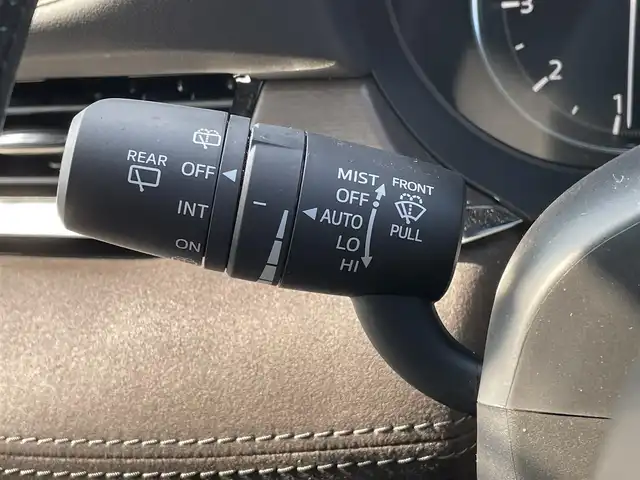 REAR
OFF
INT
ON
MIST
OFF
AUTO
LO
HI
FRONT
PULL
3
2
1